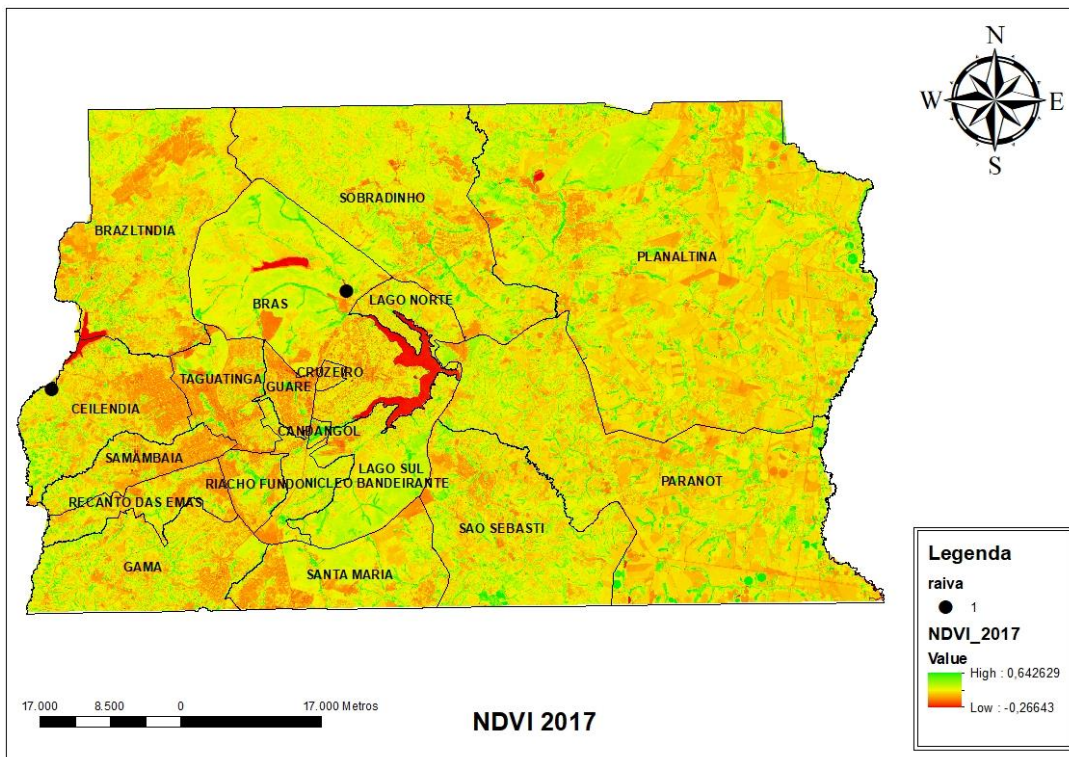 N
W E
S
SOBRADINHO
BRAZLTNDIA
PLANALTINA
BRAS
LAGO NORTE
TAGUATINGA
GUARE
CRUZEIRO
CEILENDIA
CANDANGOL
SAMAMBAIA
LAGO SUL
RIACHO FUNDO
NICLEO BANDEIRANTE
PARANOT
RECANTO DAS EMAS
SAO SEBASTI
GAMA
SANTA MARIA
Legenda
raiva
1
NDVI_2017
Value
High : 0,642629
Low : -0,26643
17.000 8.500 0 17.000 Metros
NDVI 2017